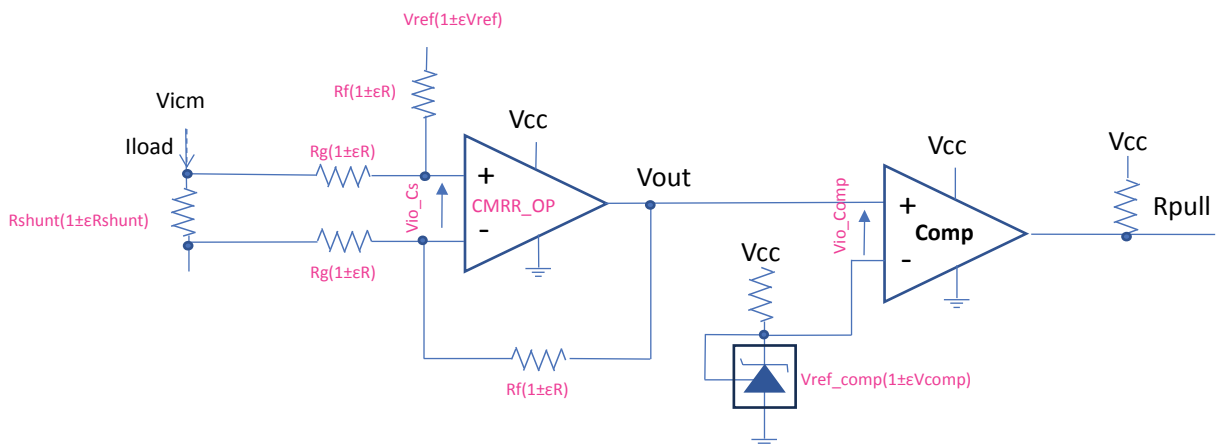 Vref(1±εVref)
Rf(1±εR)
Vicm
Iload
Rg(1±εR)
Vcc
Vio_Cs
+
CMRR_OP
-
Rshunt(1±εRshunt)
Rg(1±εR)
Rf(1±εR)
Vout
Vcc
Vio_Comp
+
Comp
-
Vcc
Rpull
Vcc
Vref_comp(1±εVcomp)